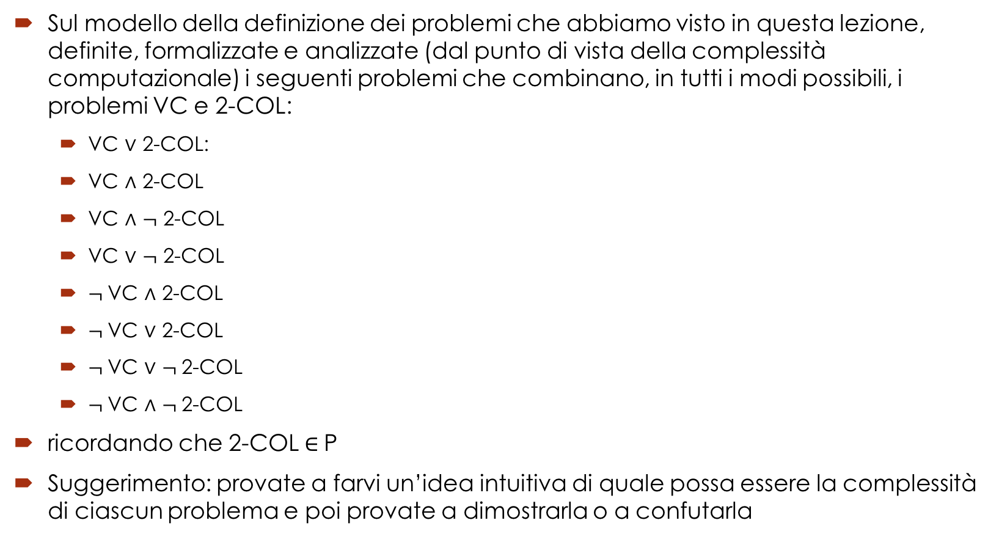 Sul modello della definizione dei problemi che abbiamo visto in questa lezione,
definite, formalizzate e analizzate (dal punto di vista della complessità
computazionale) i seguenti problemi che combinano, in tutti i modi possibili, i
problemi VC e 2-COL:
VC ∨ 2-COL:
VC ∧ 2-COL
VC ∧ ¬ 2-COL
VC ∨ ¬ 2-COL
¬ VC ∧ 2-COL
¬ VC ∨ 2-COL
¬ VC ∨ ¬ 2-COL
¬ VC ∧ ¬ 2-COL
ricordando che 2-COL ∈ P
Suggerimento: provate a farvi un’idea intuitiva di quale possa essere la complessità
di ciascun problema e poi provate a dimostrarla o a confutarla